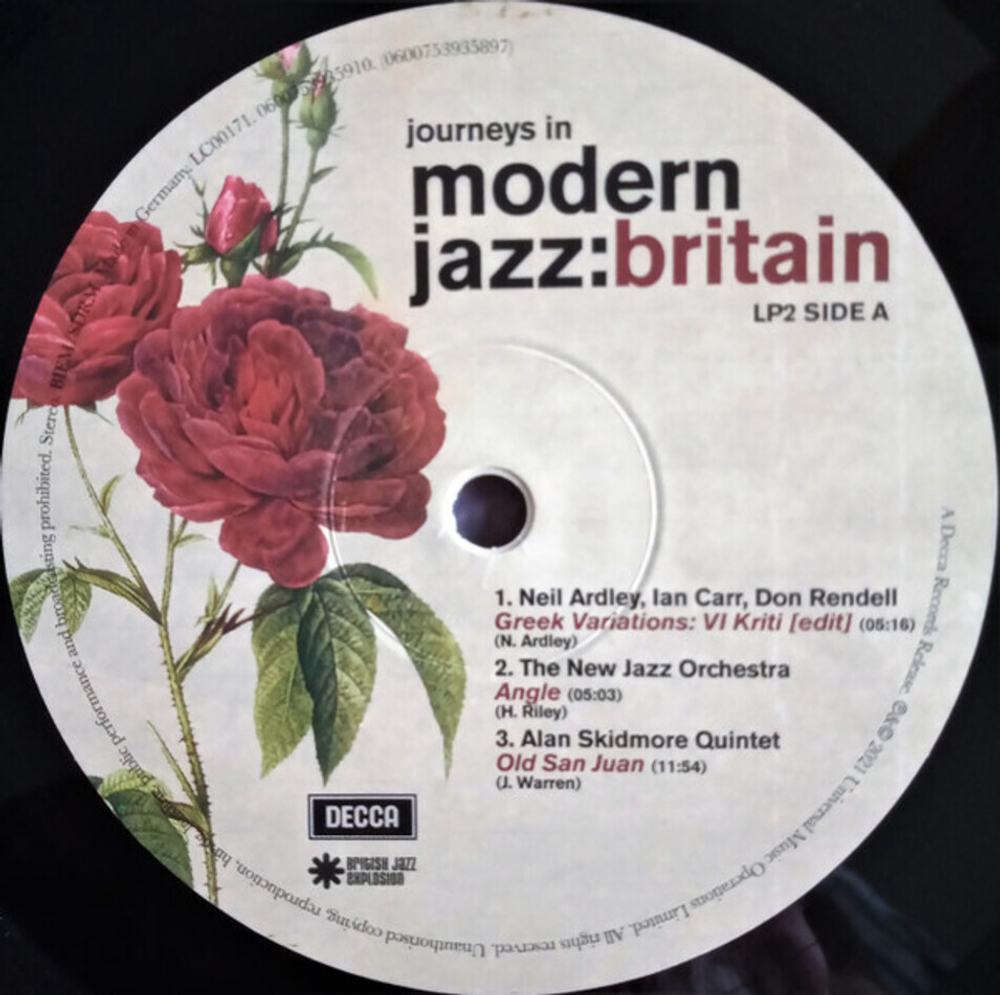 journeys in
modern
jazz:britain
LP2 SIDE A
1. Neil Ardley, Ian Carr, Don Rendell
Greek Variations: VI Kriti [edit] (05:16)
(N. Ardley)
2. The New Jazz Orchestra
Angle (05:03)
(H. Riley)
3. Alan Skidmore Quintet
Old San Juan (11:54)
(J. Warren)
DECCA
BRITISH JAZZ
EXPLOSION
A Decca Records Release. ℗&© 2021 Universal Music Operations Limited. All rights reserved. Unauthorised copying, reproduction, public performance and broadcasting prohibited. Stereo. Germany. LC00171. (0600753935897)